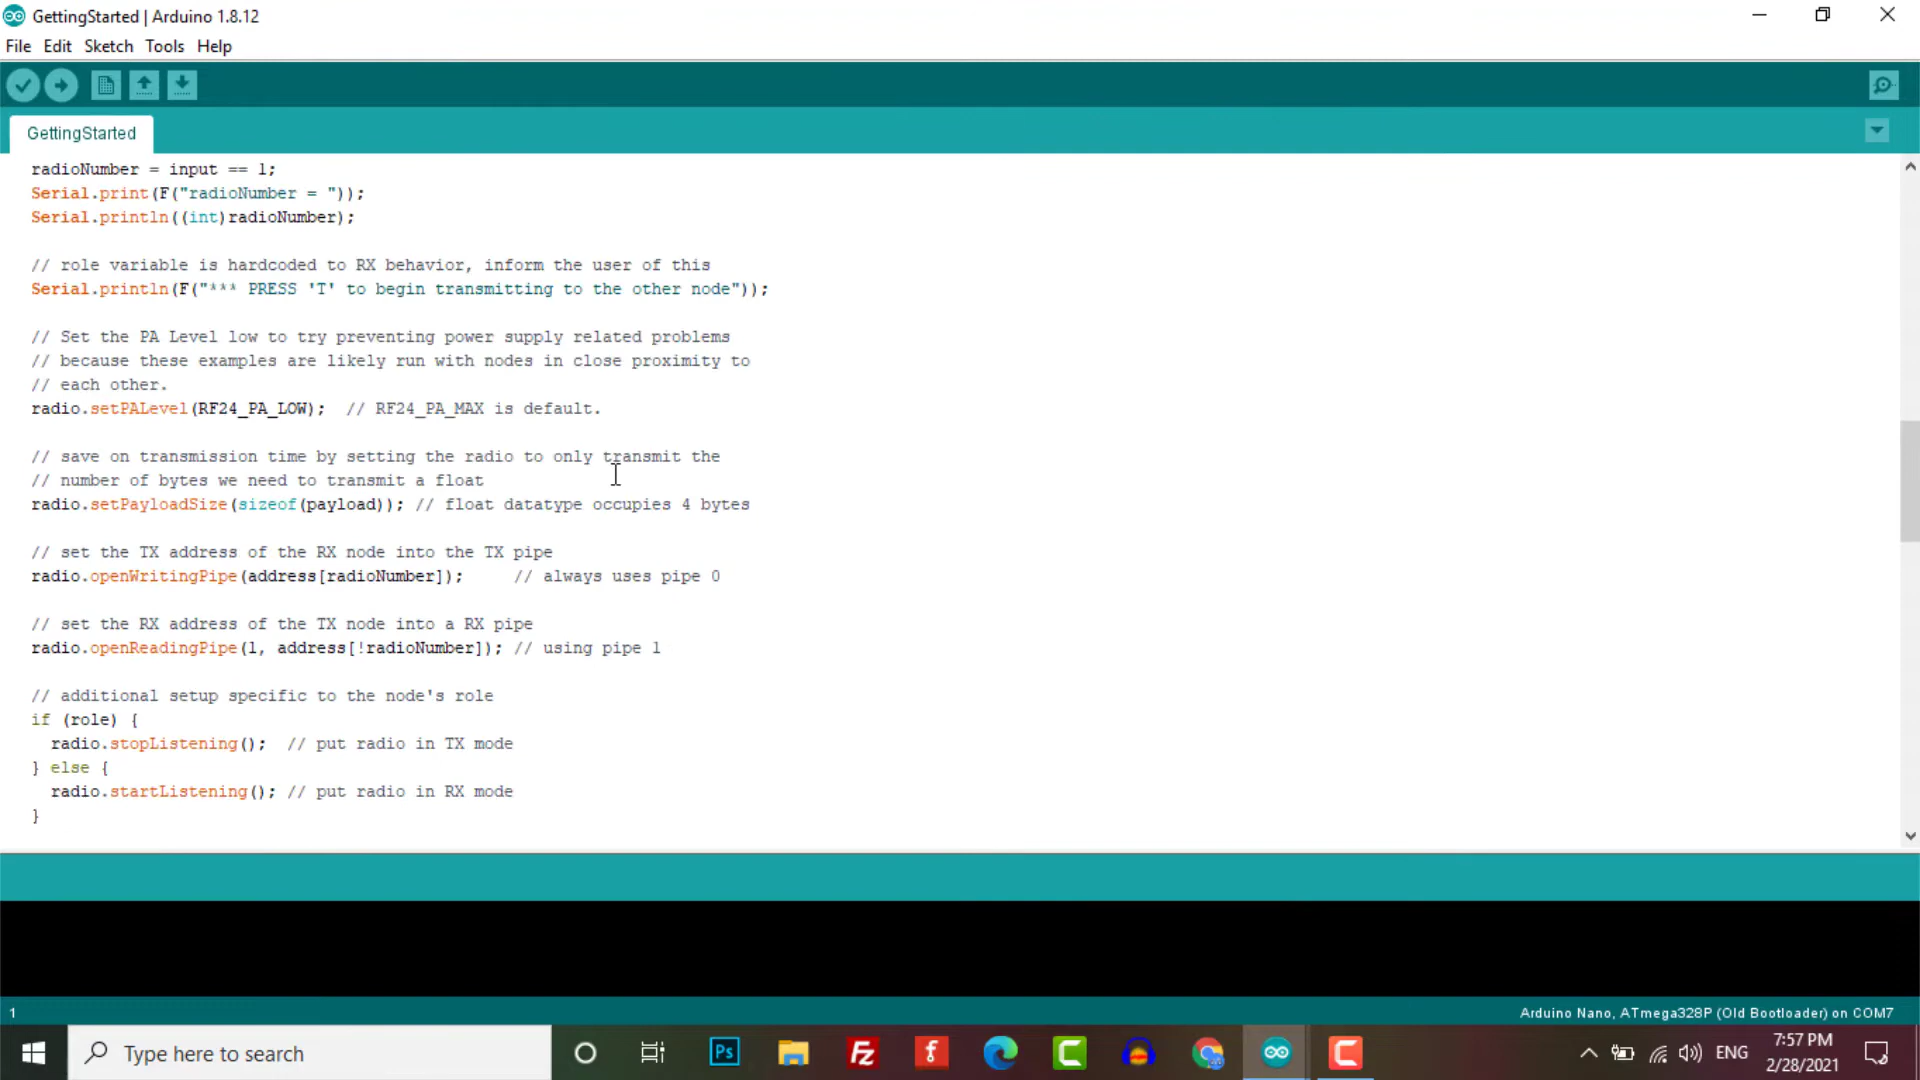 GettingStarted | Arduino 1.8.12
File Edit Sketch Tools Help
GettingStarted
radioNumber = input == 1;
Serial.print(F("radioNumber = "));
Serial.println((int)radioNumber);
// role variable is hardcoded to RX behavior, inform the user of this
Serial.println(F("*** PRESS 'T' to begin transmitting to the other node"));
// Set the PA Level low to try preventing power supply related problems
// because these examples are likely run with nodes in close proximity to
// each other.
radio.setPALevel(RF24_PA_LOW);  // RF24_PA_MAX is default.
// save on transmission time by setting the radio to only transmit the
// number of bytes we need to transmit a float
radio.setPayloadSize(sizeof(payload)); // float datatype occupies 4 bytes
// set the TX address of the RX node into the TX pipe
radio.openWritingPipe(address[radioNumber]);     // always uses pipe 0
// set the RX address of the TX node into a RX pipe
radio.openReadingPipe(1, address[!radioNumber]); // using pipe 1
// additional setup specific to the node's role
if (role) {
radio.stopListening();  // put radio in TX mode
} else {
radio.startListening(); // put radio in RX mode
}
1
Arduino Nano, ATmega328P (Old Bootloader) on COM7
Type here to search
Ps
Fz
f
C
C
ENG
7:57 PM
2/28/2021